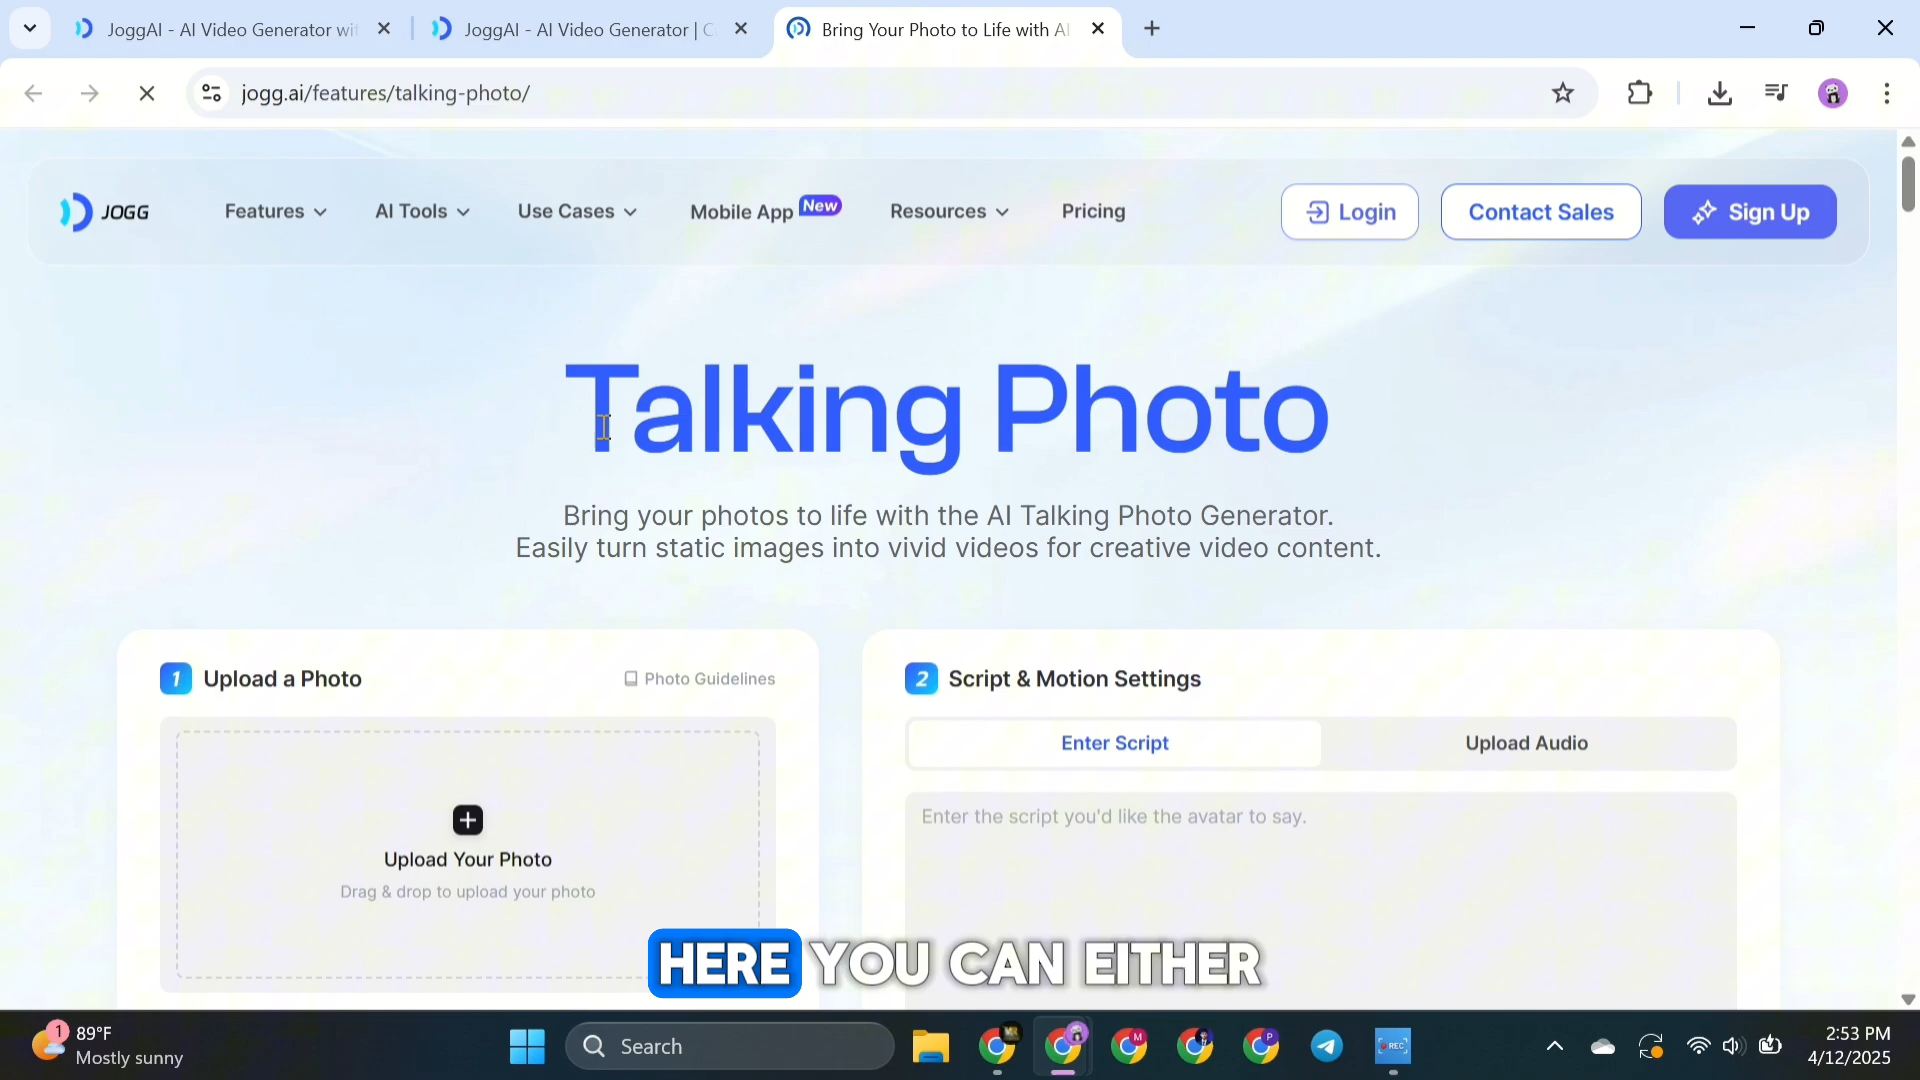 JoggAI - AI Video Generator wit
JoggAI - AI Video Generator | C
Bring Your Photo to Life with AI
jogg.ai/features/talking-photo/
JOGG
Features
AI Tools
Use Cases
Mobile App New
Resources
Pricing
Login
Contact Sales
Sign Up
Talking Photo
Bring your photos to life with the AI Talking Photo Generator.
Easily turn static images into vivid videos for creative video content.
1 Upload a Photo
Photo Guidelines
Upload Your Photo
Drag & drop to upload your photo
2 Script & Motion Settings
Enter Script
Upload Audio
Enter the script you'd like the avatar to say.
HERE YOU CAN EITHER
1
89°F
Mostly sunny
Search
M
P
REC
2:53 PM
4/12/2025